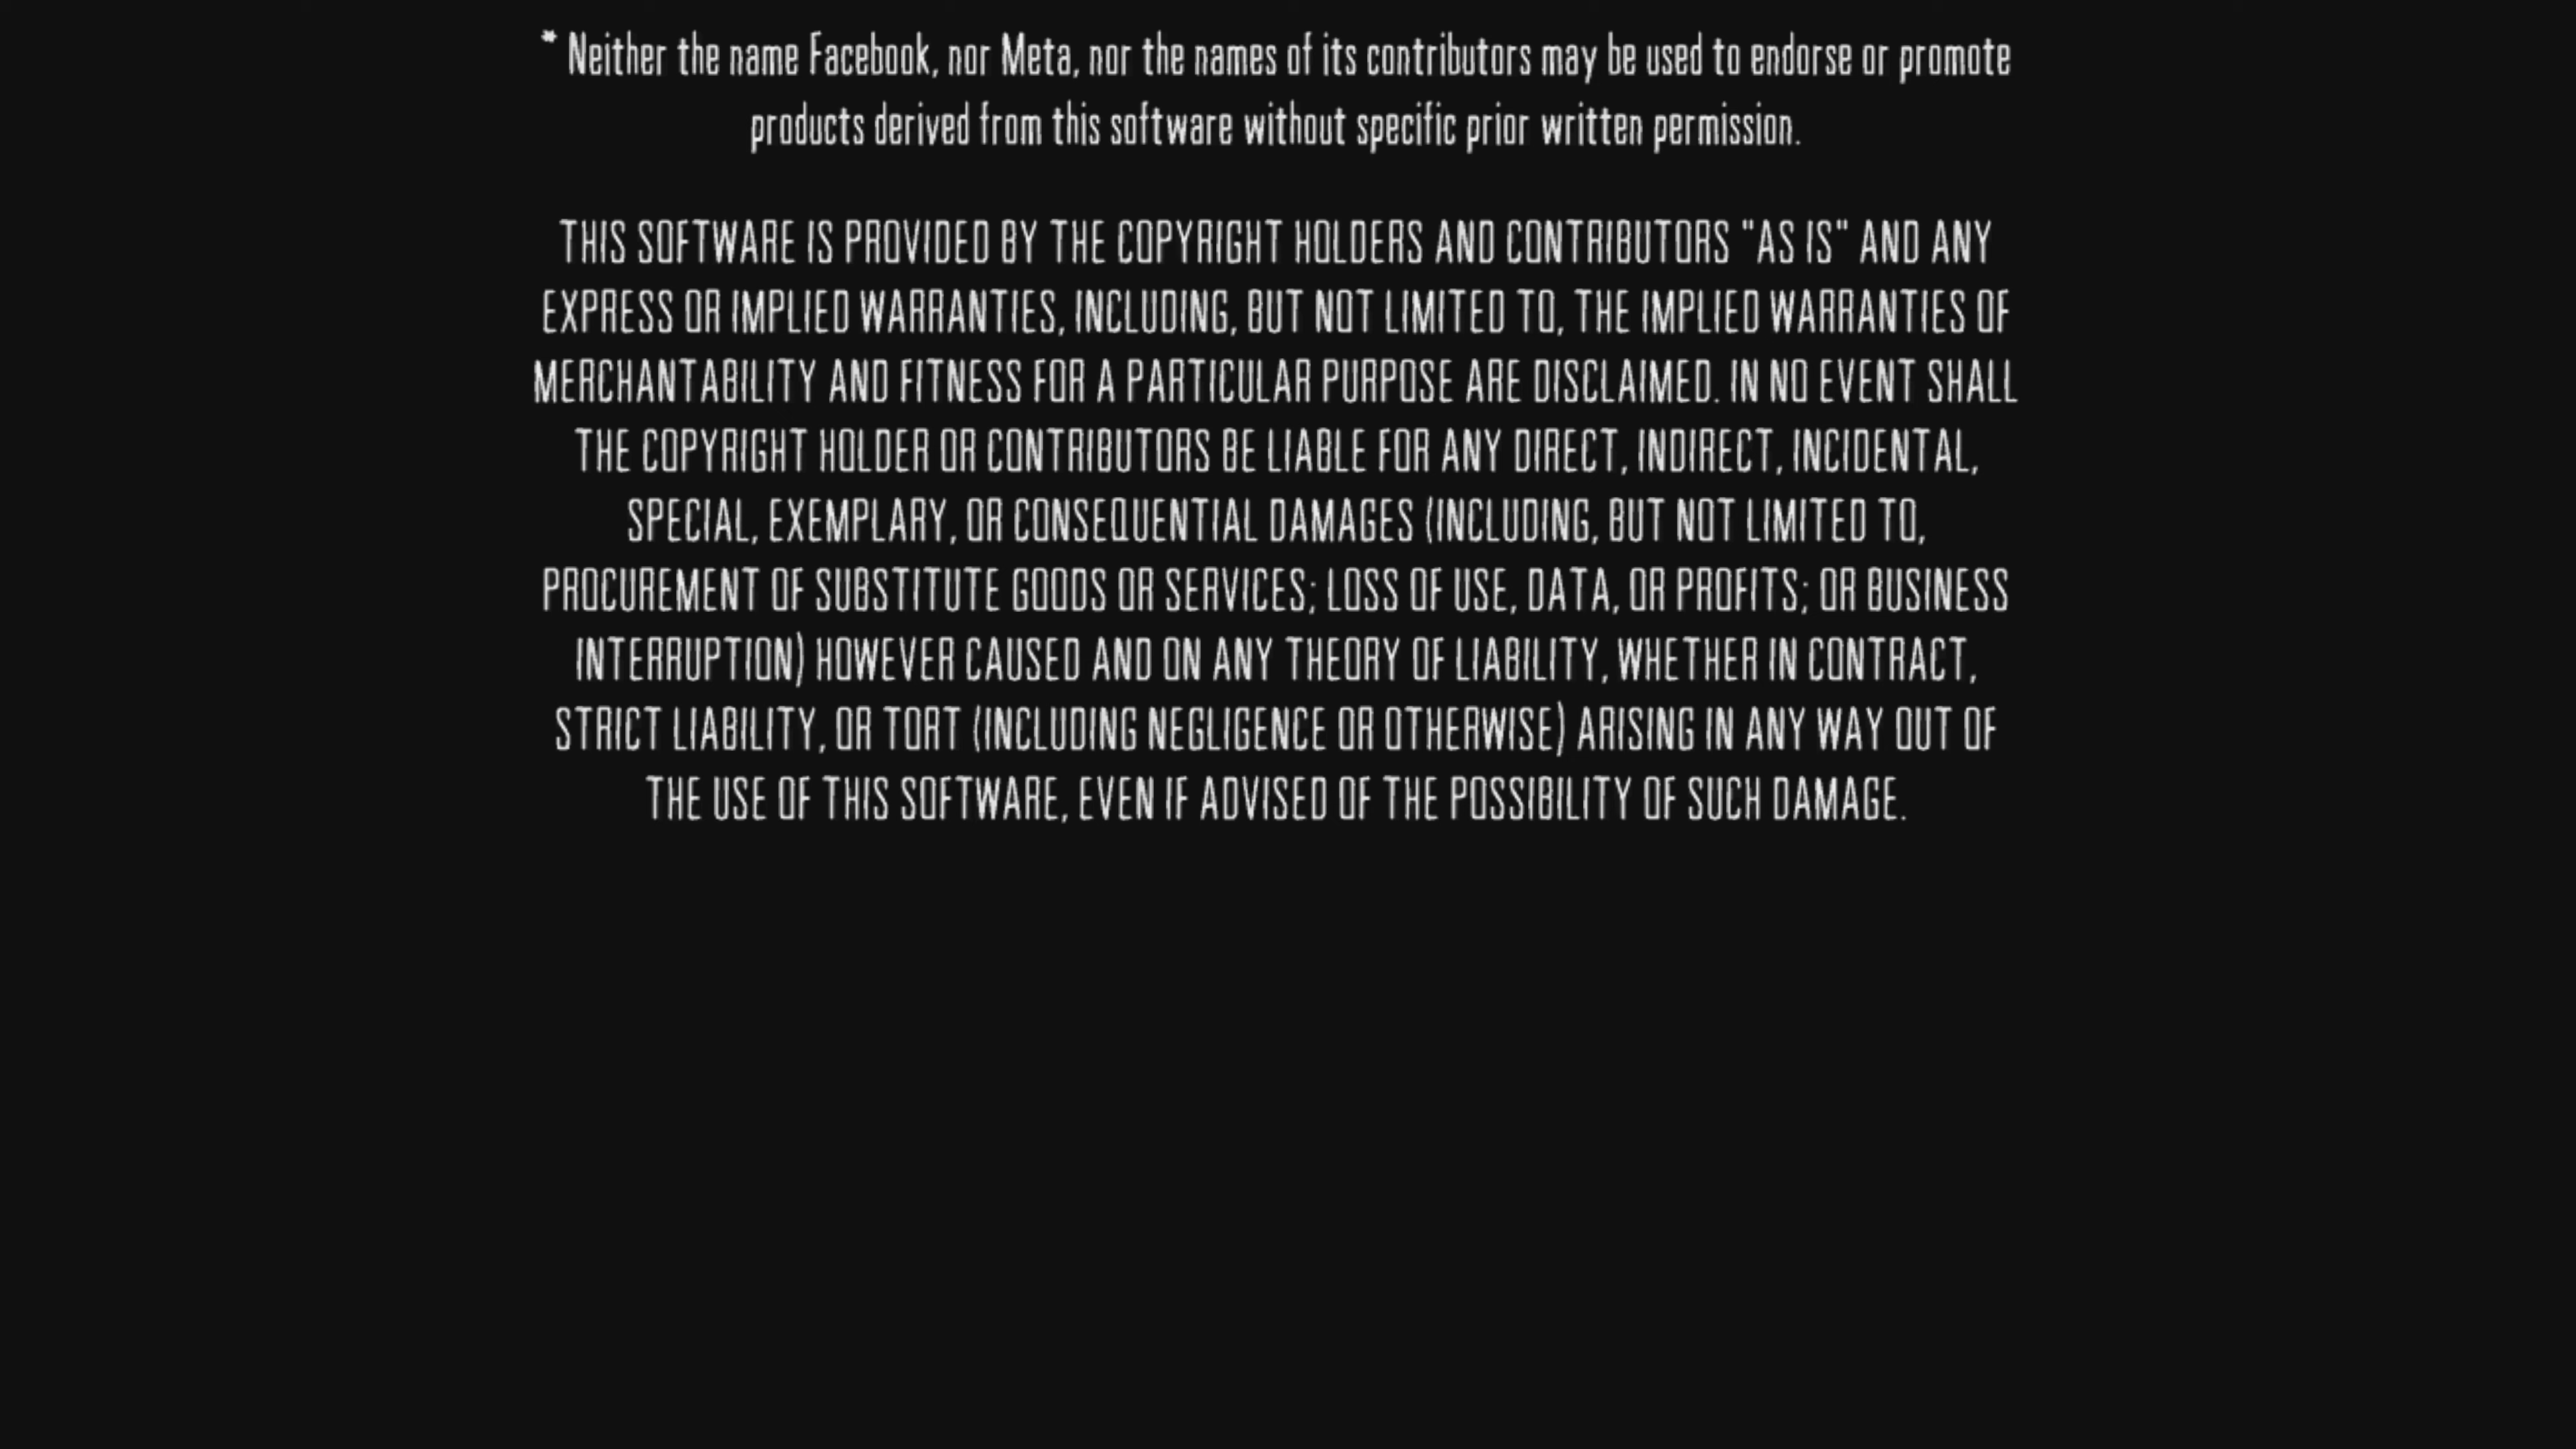 * Neither the name Facebook, nor Meta, nor the names of its contributors may be used to endorse or promote
products derived from this software without specific prior written permission.
THIS SOFTWARE IS PROVIDED BY THE COPYRIGHT HOLDERS AND CONTRIBUTORS "AS IS" AND ANY
EXPRESS OR IMPLIED WARRANTIES, INCLUDING, BUT NOT LIMITED TO, THE IMPLIED WARRANTIES OF
MERCHANTABILITY AND FITNESS FOR A PARTICULAR PURPOSE ARE DISCLAIMED. IN NO EVENT SHALL
THE COPYRIGHT HOLDER OR CONTRIBUTORS BE LIABLE FOR ANY DIRECT, INDIRECT, INCIDENTAL,
SPECIAL, EXEMPLARY, OR CONSEQUENTIAL DAMAGES (INCLUDING, BUT NOT LIMITED TO,
PROCUREMENT OF SUBSTITUTE GOODS OR SERVICES; LOSS OF USE, DATA, OR PROFITS; OR BUSINESS
INTERRUPTION) HOWEVER CAUSED AND ON ANY THEORY OF LIABILITY, WHETHER IN CONTRACT,
STRICT LIABILITY, OR TORT (INCLUDING NEGLIGENCE OR OTHERWISE) ARISING IN ANY WAY OUT OF
THE USE OF THIS SOFTWARE, EVEN IF ADVISED OF THE POSSIBILITY OF SUCH DAMAGE.